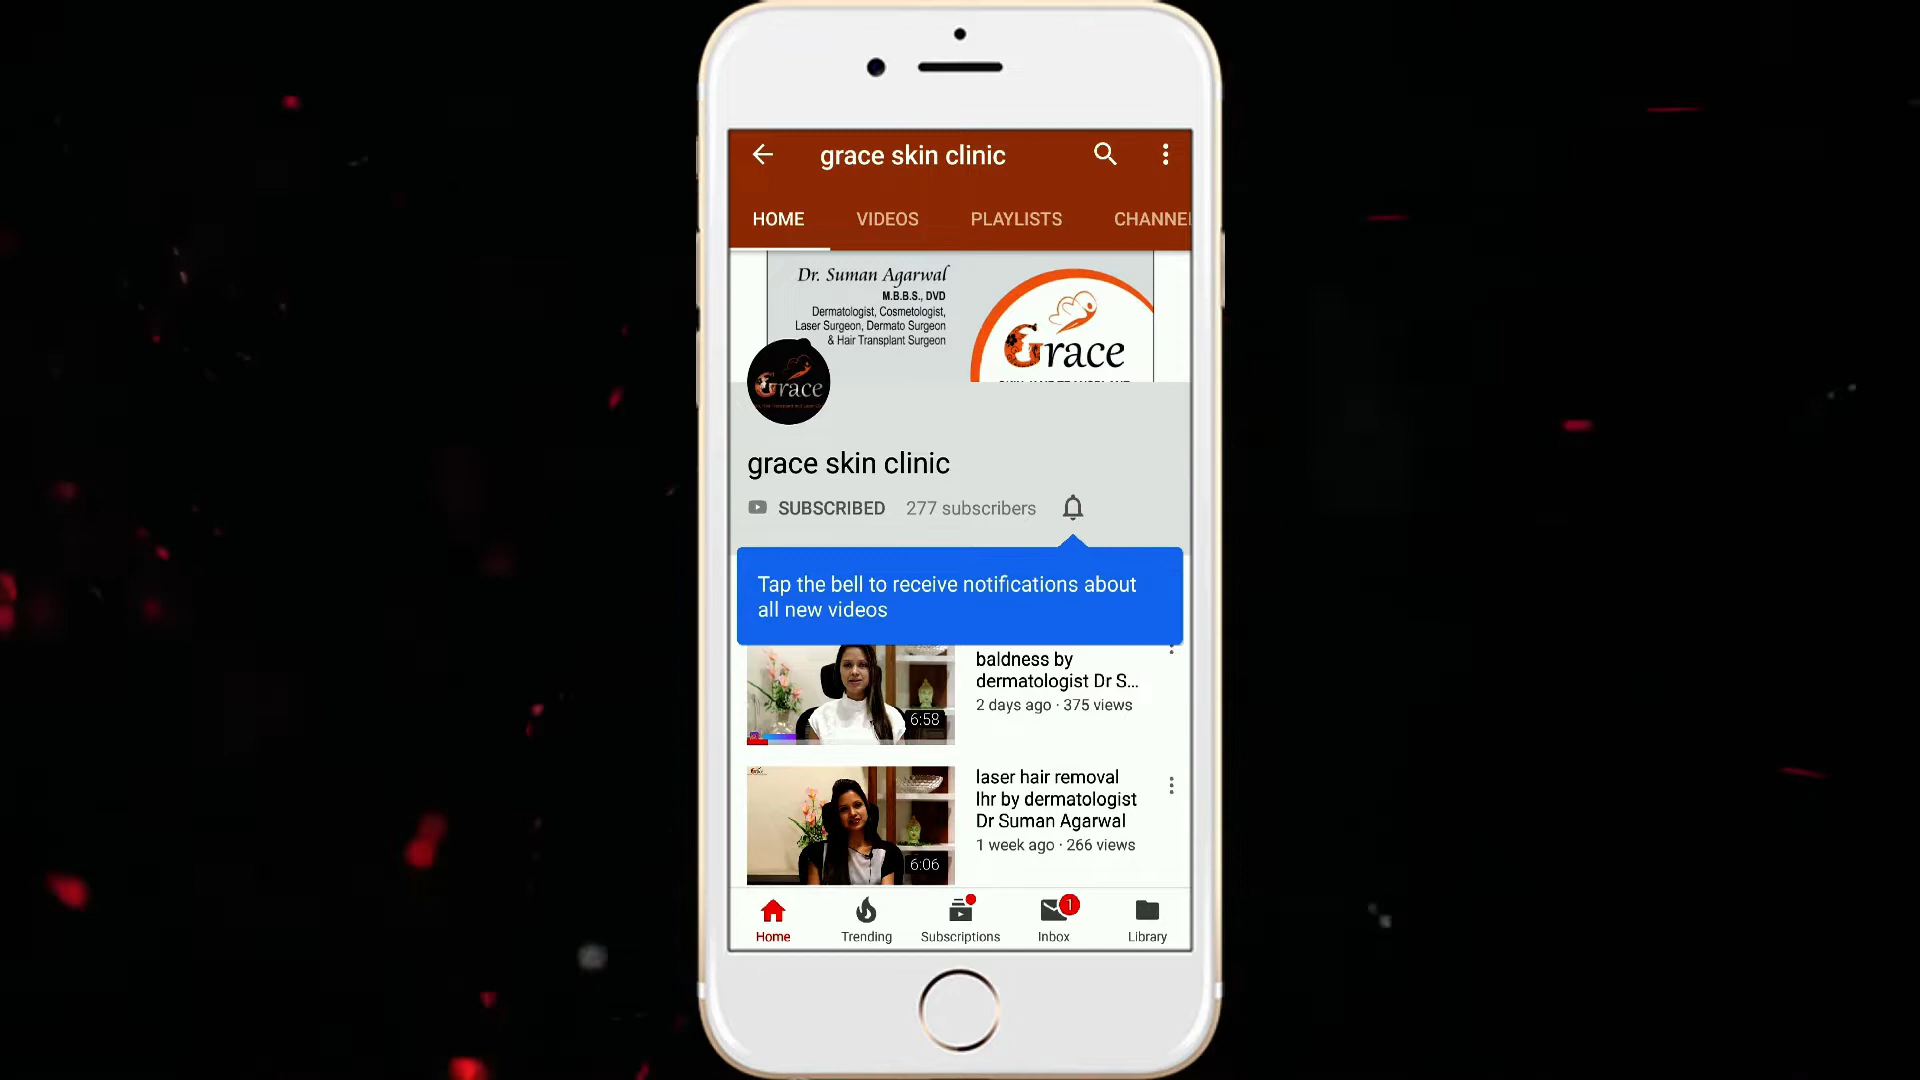 grace skin clinic
HOME VIDEOS PLAYLISTS CHANNEL
Dr. Suman Agarwal
M.B.B.S., DVD
Dermatologist, Cosmetologist,
Laser Surgeon, Dermato Surgeon
& Hair Transplant Surgeon
Grace
Grace
grace skin clinic
SUBSCRIBED 277 subscribers
Tap the bell to receive notifications about
all new videos
baldness by
dermatologist Dr S...
2 days ago · 375 views
6:58
laser hair removal
lhr by dermatologist
Dr Suman Agarwal
1 week ago · 266 views
6:06
1
Home Trending Subscriptions Inbox Library